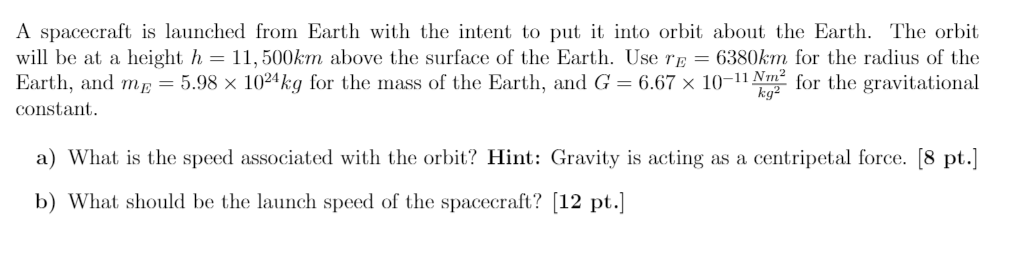 A spacecraft is launched from Earth with the intent to put it into orbit about the Earth. The orbit
will be at a height h = 11, 500km above the surface of the Earth. Use r_E = 6380km for the radius of the
Earth, and m_E = 5.98 × 10^24 kg for the mass of the Earth, and G = 6.67 × 10^−11 Nm^2/kg^2 for the gravitational
constant.
a) What is the speed associated with the orbit? Hint: Gravity is acting as a centripetal force. [8 pt.]
b) What should be the launch speed of the spacecraft? [12 pt.]